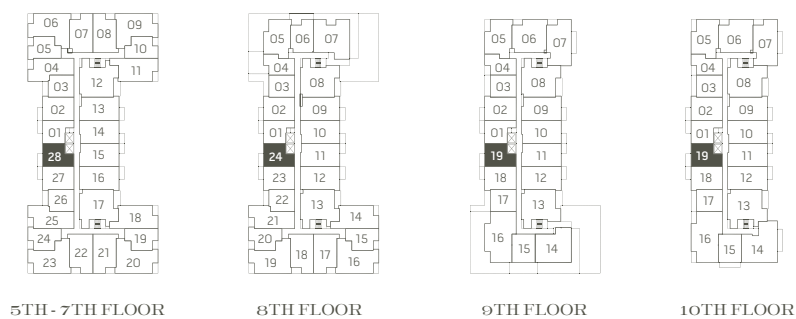 06 07 08 09
05 10
04 11
03 12
02 13
01 14
28 15
27 16
26 17
25 18
24 19
23 22 21 20
5TH - 7TH FLOOR
05 06 07
04
03 08
02 09
01 10
24 11
23 12
22 13
21 14
20 15
19 18 17 16
8TH FLOOR
05 06 07
04
03 08
02 09
01 10
19 11
18 12
17 13
16 15 14
9TH FLOOR
05 06 07
04
03 08
02 09
01 10
19 11
18 12
17 13
16 15 14
10TH FLOOR